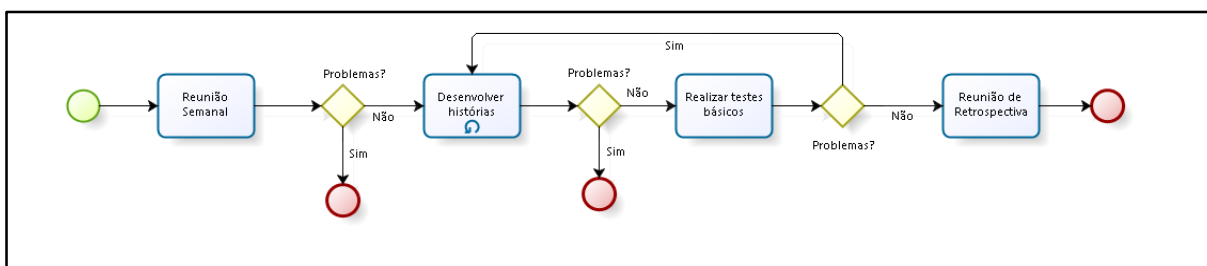 Reunião
Semanal
Problemas?
Não
Sim
Desenvolver
histórias
Problemas?
Não
Sim
Realizar testes
básicos
Sim
Problemas?
Não
Reunião de
Retrospectiva